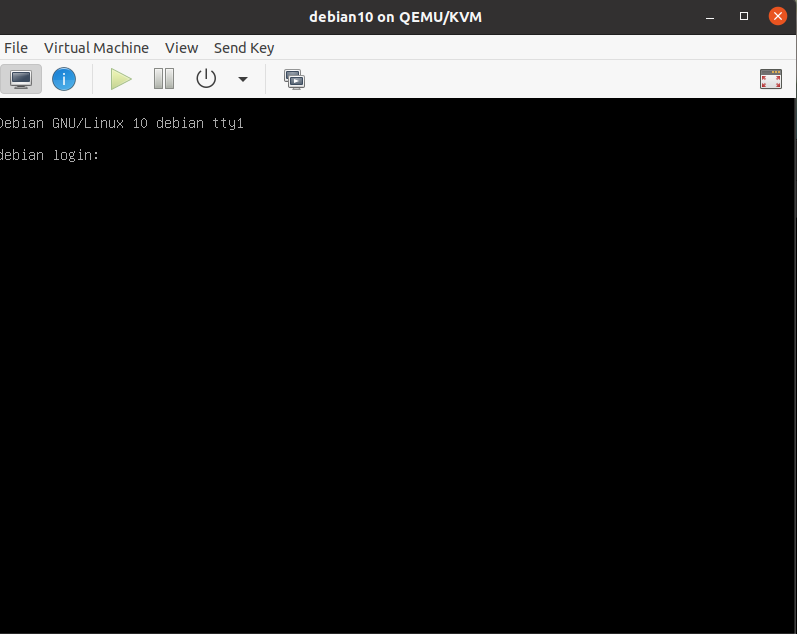 debian10 on QEMU/KVM
File Virtual Machine View Send Key
Debian GNU/Linux 10 debian tty1
debian login: